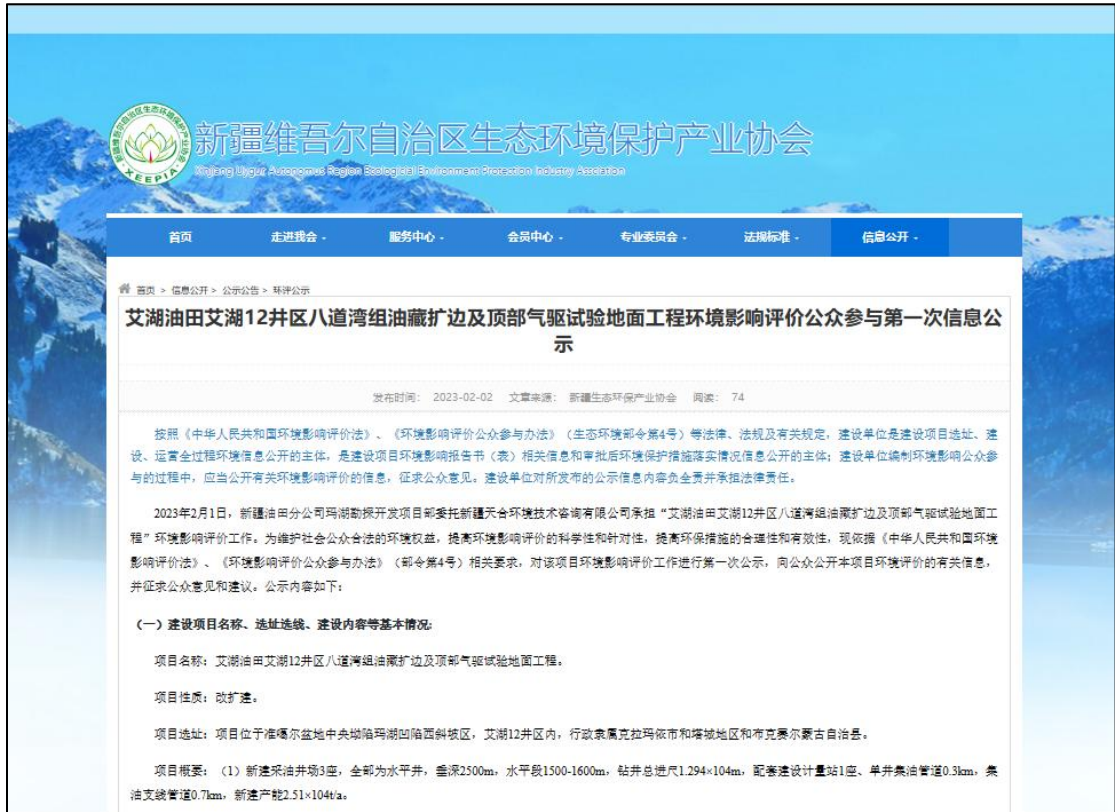 新疆维吾尔自治区生态环境保护产业协会
XEEPIA
新疆维吾尔自治区生态环境保护产业协会
Xinjiang Uygur Autonomous Region Ecological Environment Protection Industry Assciation
首页 走进我会 服务中心 会员中心 专业委员会 法规标准 信息公开
首页 > 信息公开 > 公示公告 > 环评公示
艾湖油田艾湖12井区八道湾组油藏扩边及顶部气驱试验地面工程环境影响评价公众参与第一次信息公
示
发布时间： 2023-02-02 文章来源： 新疆生态环保产业协会 阅读： 74
按照《中华人民共和国环境影响评价法》、《环境影响评价公众参与办法》（生态环境部令第4号）等法律、法规及有关规定，建设单位是建设项目选址、建
设、运营全过程环境信息公开的主体，是建设项目环境影响报告书（表）相关信息和审批后环境保护措施落实情况信息公开的主体；建设单位编制环境影响公众参
与的过程中，应当公开有关环境影响评价的信息，征求公众意见。建设单位对所发布的公示信息内容负全责并承担法律责任。
2023年2月1日，新疆油田分公司玛湖勘探开发项目部委托新疆天合环境技术咨询有限公司承担“艾湖油田艾湖12井区八道湾组油藏扩边及顶部气驱试验地面工
程”环境影响评价工作。为维护社会公众合法的环境权益，提高环境影响评价的科学性和针对性，提高环保措施的合理性和有效性，现依据《中华人民共和国环境
影响评价法》、《环境影响评价公众参与办法》（部令第4号）相关要求，对该项目环境影响评价工作进行第一次公示，向公众公开本项目环境评价的有关信息，
并征求公众意见和建议。公示内容如下：
（一）建设项目名称、选址选线、建设内容等基本情况:
项目名称：艾湖油田艾湖12井区八道湾组油藏扩边及顶部气驱试验地面工程。
项目性质：改扩建。
项目选址：项目位于准噶尔盆地中央坳陷玛湖凹陷西斜坡区，艾湖12井区内，行政隶属克拉玛依市和塔城地区和布克赛尔蒙古自治县。
项目概要：（1）新建采油井场3座，全部为水平井，垂深2500m，水平段1500-1600m，钻井总进尺1.294×104m，配套建设计量站1座、单井集油管道0.3km，集
油支线管道0.7km，新建产能2.51×104t/a。